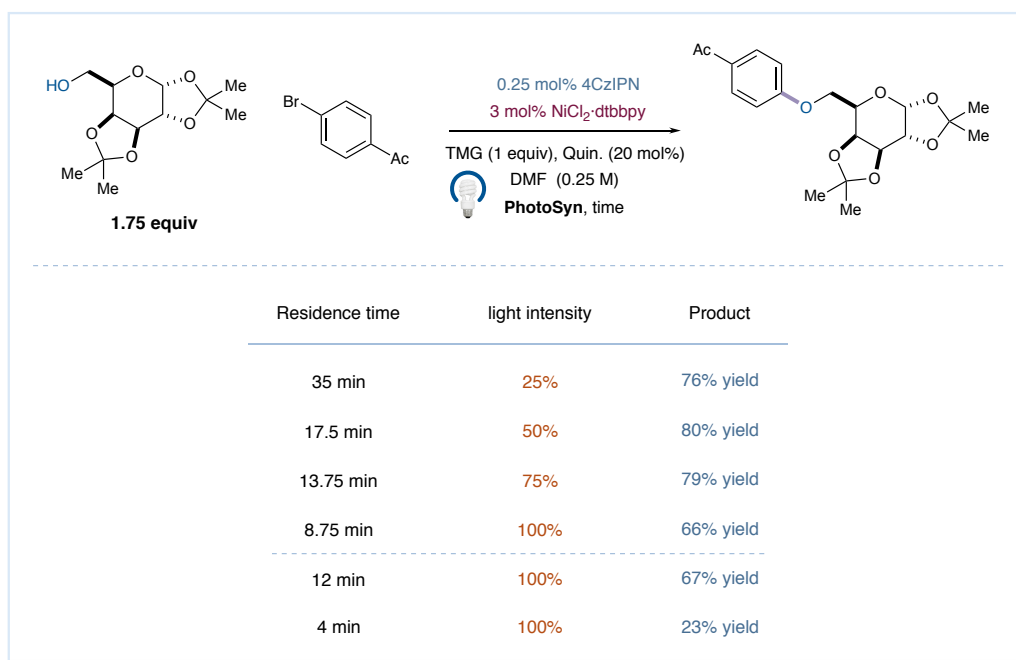 HO
O
O
O
O
O
Me
Me
Me
Me
1.75 equiv
Br
Ac
0.25 mol% 4CzIPN
3 mol% NiCl₂·dtbbpy
TMG (1 equiv), Quin. (20 mol%)
DMF (0.25 M)
PhotoSyn, time
Ac
O
O
O
O
O
O
Me
Me
Me
Me
Residence time light intensity Product
35 min 25% 76% yield
17.5 min 50% 80% yield
13.75 min 75% 79% yield
8.75 min 100% 66% yield
12 min 100% 67% yield
4 min 100% 23% yield